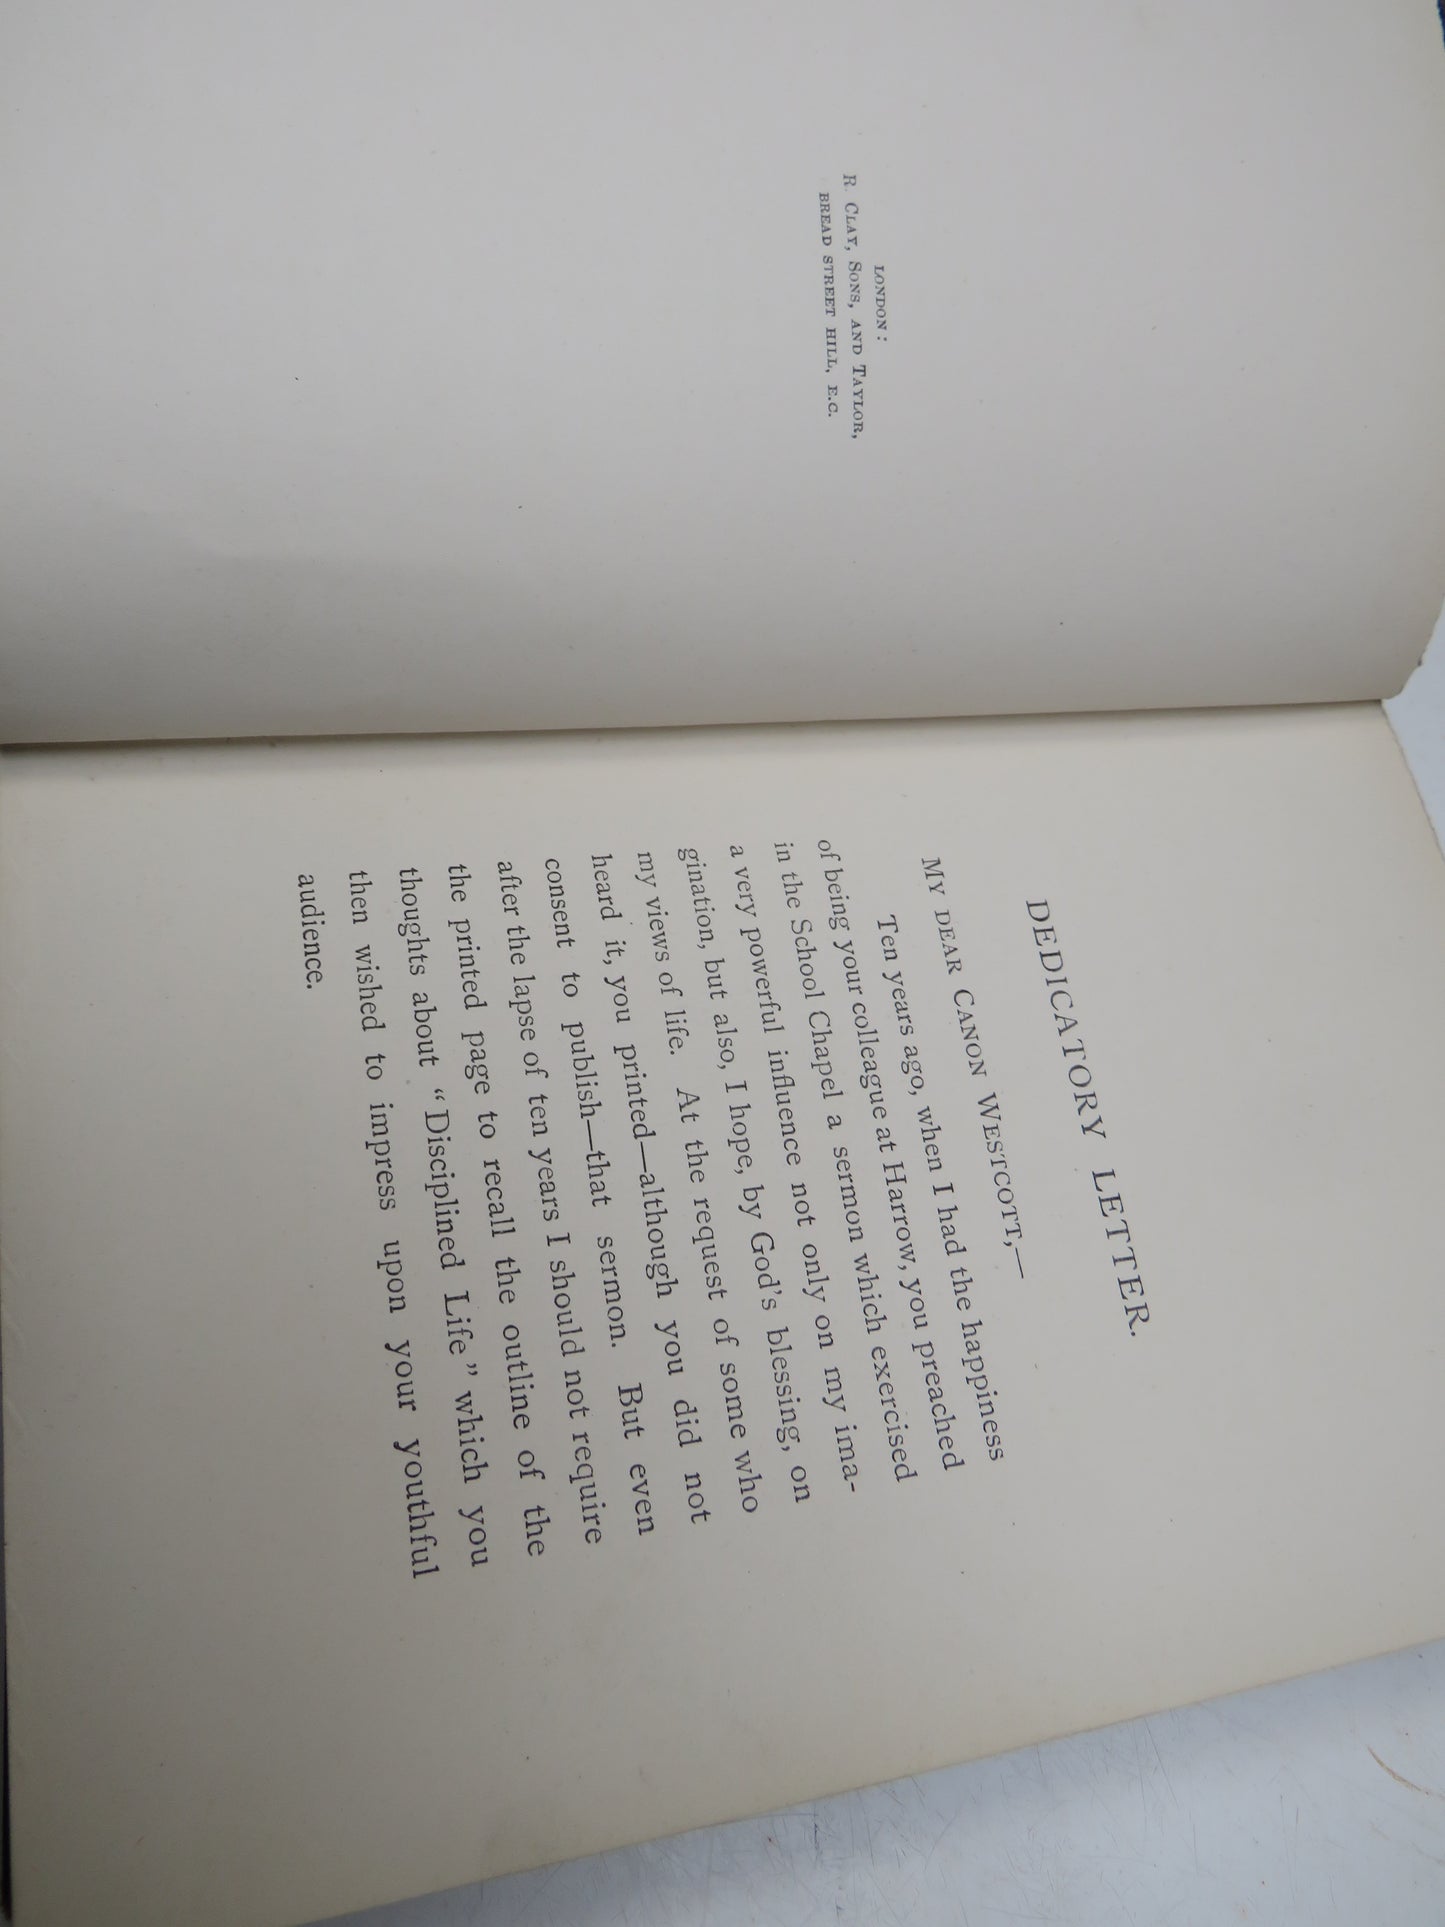 LONDON:
R. CLAY, SONS, AND TAYLOR,
BREAD STREET HILL, E.C.
DEDICATORY LETTER.
MY DEAR CANON WESTCOTT,—
Ten years ago, when I had the happiness
of being your colleague at Harrow, you preached
in the School Chapel a sermon which exercised
a very powerful influence not only on my ima-
gination, but also, I hope, by God's blessing, on
my views of life. At the request of some who
heard it, you printed—although you did not
consent to publish—that sermon. But even
after the lapse of ten years I should not require
the printed page to recall the outline of the
thoughts about “Disciplined Life” which you
then wished to impress upon your youthful
audience.